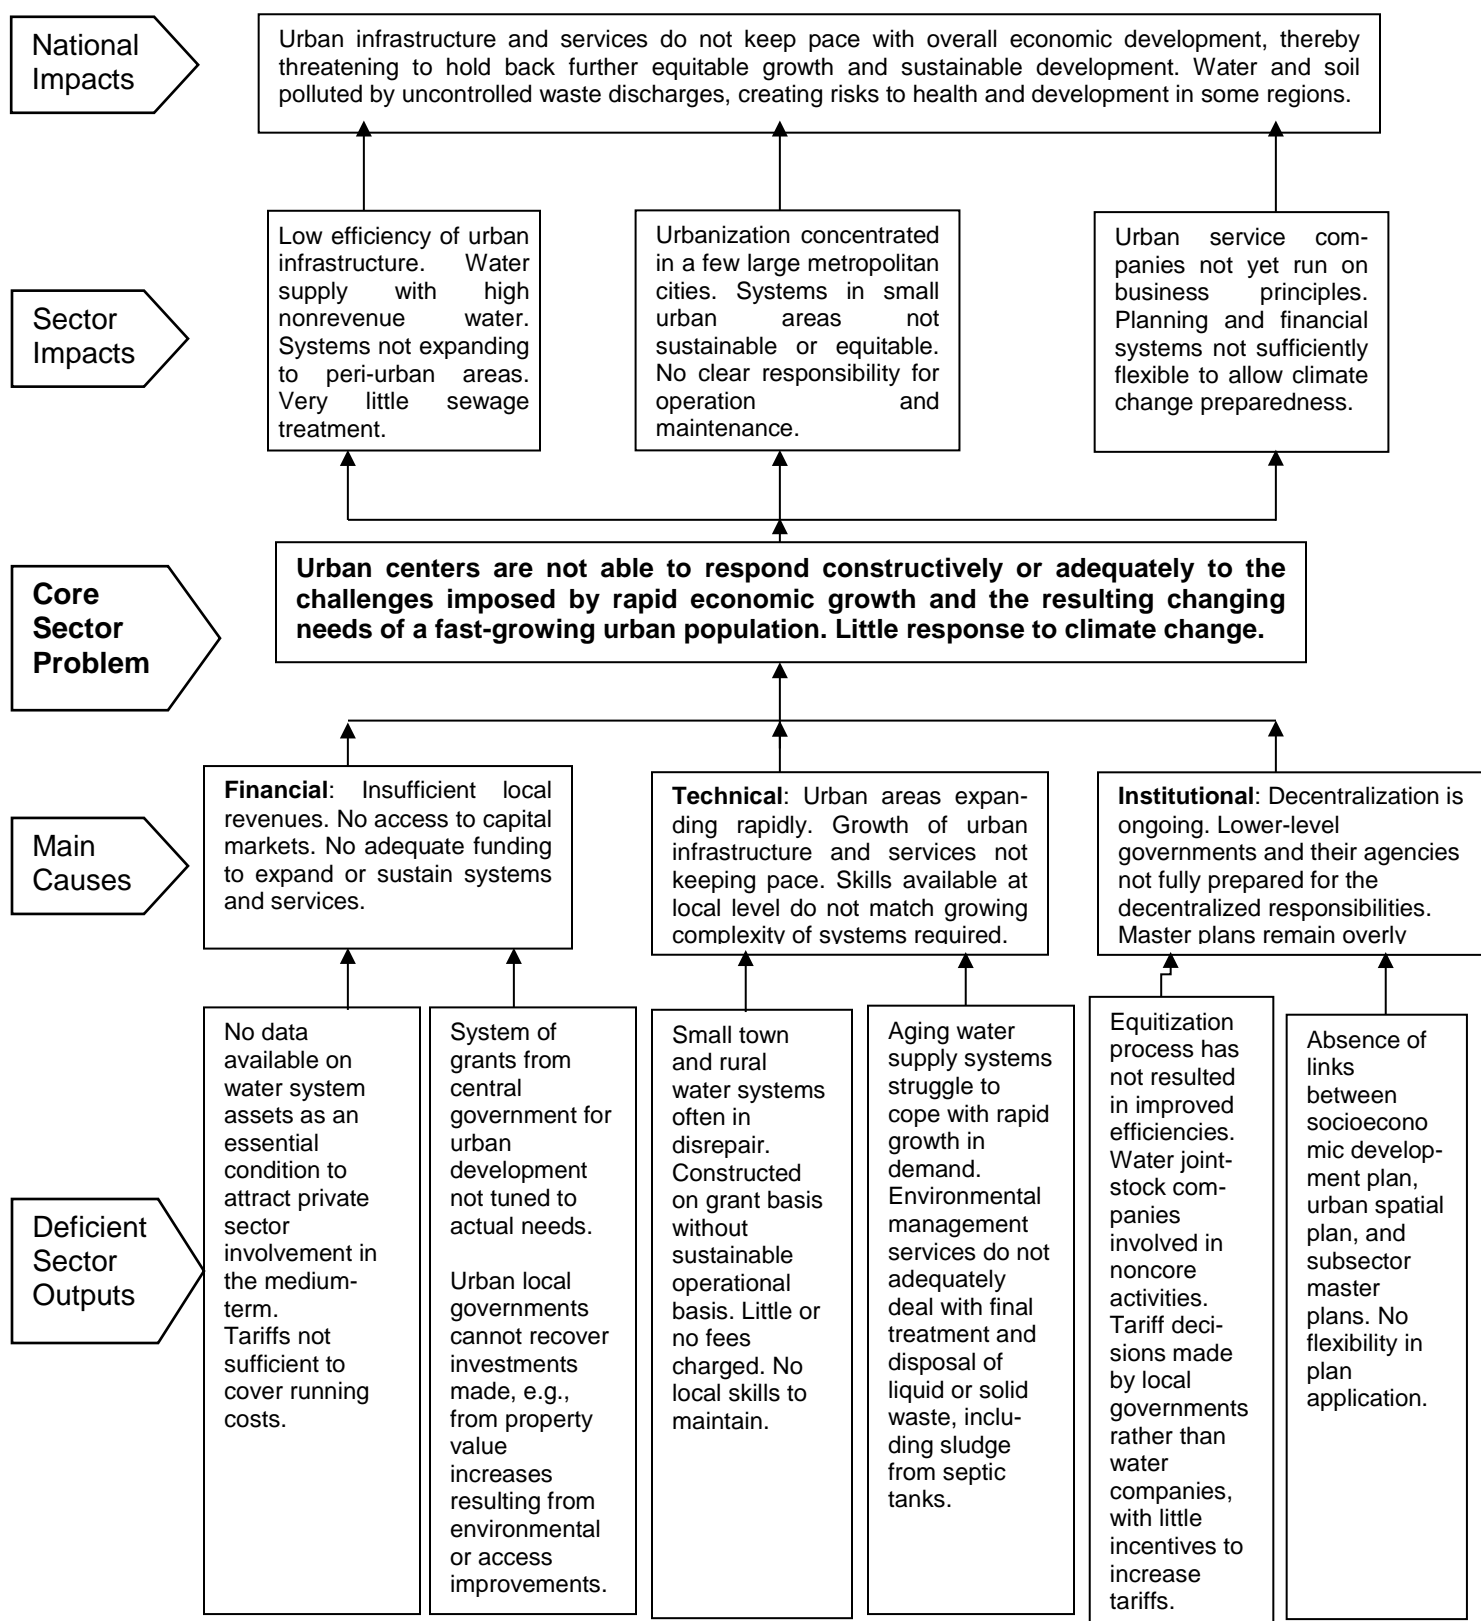 National
Impacts
Urban infrastructure and services do not keep pace with overall economic development, thereby
threatening to hold back further equitable growth and sustainable development. Water and soil
polluted by uncontrolled waste discharges, creating risks to health and development in some regions.
Sector
Impacts
Low efficiency of urban
infrastructure. Water
supply with high
nonrevenue water.
Systems not expanding
to peri-urban areas.
Very little sewage
treatment.
Urbanization concentrated
in a few large metropolitan
cities. Systems in small
urban areas not
sustainable or equitable.
No clear responsibility for
operation and
maintenance.
Urban service com-
panies not yet run on
business principles.
Planning and financial
systems not sufficiently
flexible to allow climate
change preparedness.
Core
Sector
Problem
Urban centers are not able to respond constructively or adequately to the
challenges imposed by rapid economic growth and the resulting changing
needs of a fast-growing urban population. Little response to climate change.
Main
Causes
Financial: Insufficient local
revenues. No access to capital
markets. No adequate funding
to expand or sustain systems
and services.
Technical: Urban areas expan-
ding rapidly. Growth of urban
infrastructure and services not
keeping pace. Skills available at
local level do not match growing
complexity of systems required.
Institutional: Decentralization is
ongoing. Lower-level
governments and their agencies
not fully prepared for the
decentralized responsibilities.
Master plans remain overly
Deficient
Sector
Outputs
No data
available on
water system
assets as an
essential
condition to
attract private
sector
involvement in
the medium-
term.
Tariffs not
sufficient to
cover running
costs.
System of
grants from
central
government for
urban
development
not tuned to
actual needs.
Urban local
governments
cannot recover
investments
made, e.g.,
from property
value
increases
resulting from
environmental
or access
improvements.
Small town
and rural
water systems
often in
disrepair.
Constructed
on grant basis
without
sustainable
operational
basis. Little or
no fees
charged. No
local skills to
maintain.
Aging water
supply systems
struggle to
cope with rapid
growth in
demand.
Environmental
management
services do not
adequately
deal with final
treatment and
disposal of
liquid or solid
waste, inclu-
ding sludge
from septic
tanks.
Equitization
process has
not resulted
in improved
efficiencies.
Water joint-
stock com-
panies
involved in
noncore
activities.
Tariff deci-
sions made
by local
governments
rather than
water
companies,
with little
incentives to
increase
tariffs.
Absence of
links
between
socioecono
mic develop-
ment plan,
urban spatial
plan, and
subsector
master
plans. No
flexibility in
plan
application.